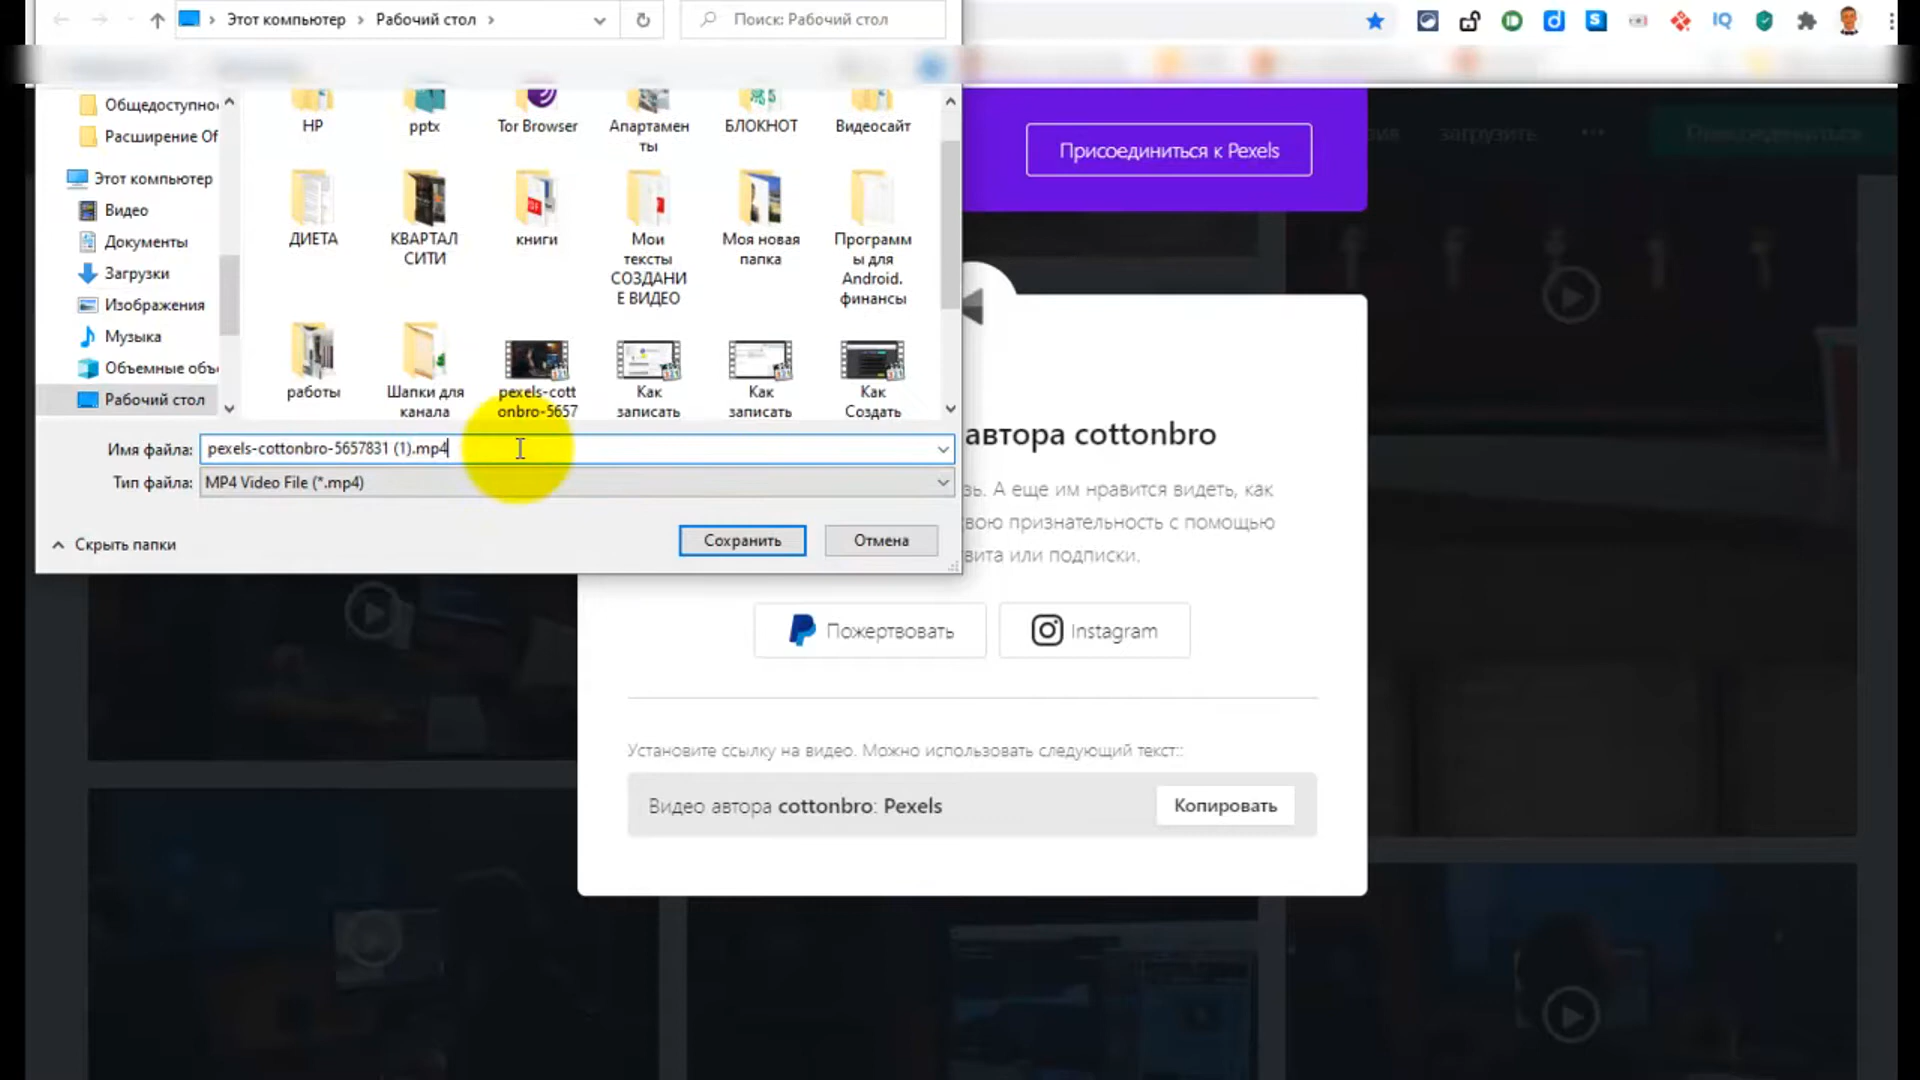 Этот компьютер > Рабочий стол >
Поиск: Рабочий стол
IQ
Общедоступно
Расширение Of
Этот компьютер
Видео
Документы
Загрузки
Изображения
Музыка
Объемные объ
Рабочий стол
HP
pptx
Tor Browser
Апартамен
ты
БЛОКНОТ
Видеосайт
ДИЕТА
КВАРТАЛ
СИТИ
книги
Мои
тексты
СОЗДАНИ
Е ВИДЕО
Моя новая
папка
Программ
ы для
Android.
финансы
работы
Шапки для
канала
pexels-cott
onbro-5657
Как
записать
Как
записать
Как
Создать
Имя файла: pexels-cottonbro-5657831 (1).mp4
Тип файла: MP4 Video File (*.mp4)
Скрыть папки
Сохранить
Отмена
Присоединиться к Pexels
загрузить
Присоединиться
автора cottonbro
зь. А еще им нравится видеть, как
вою признательность с помощью
вита или подписки.
Пожертвовать
Instagram
Установите ссылку на видео. Можно использовать следующий текст::
Видео автора cottonbro: Pexels
Копировать